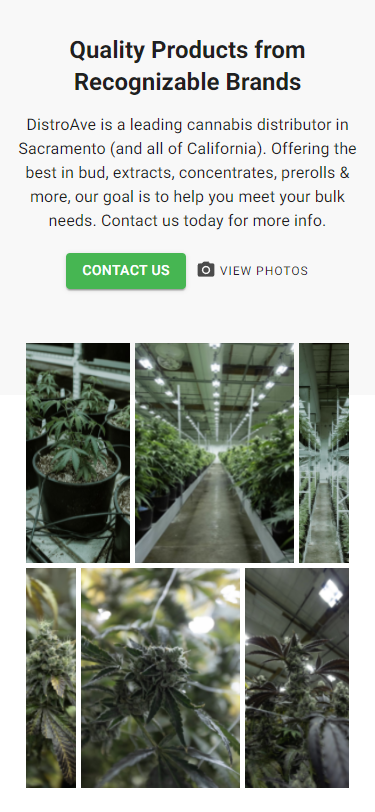 Quality Products from
Recognizable Brands
DistroAve is a leading cannabis distributor in
Sacramento (and all of California). Offering the
best in bud, extracts, concentrates, prerolls &
more, our goal is to help you meet your bulk
needs. Contact us today for more info.
CONTACT US
VIEW PHOTOS